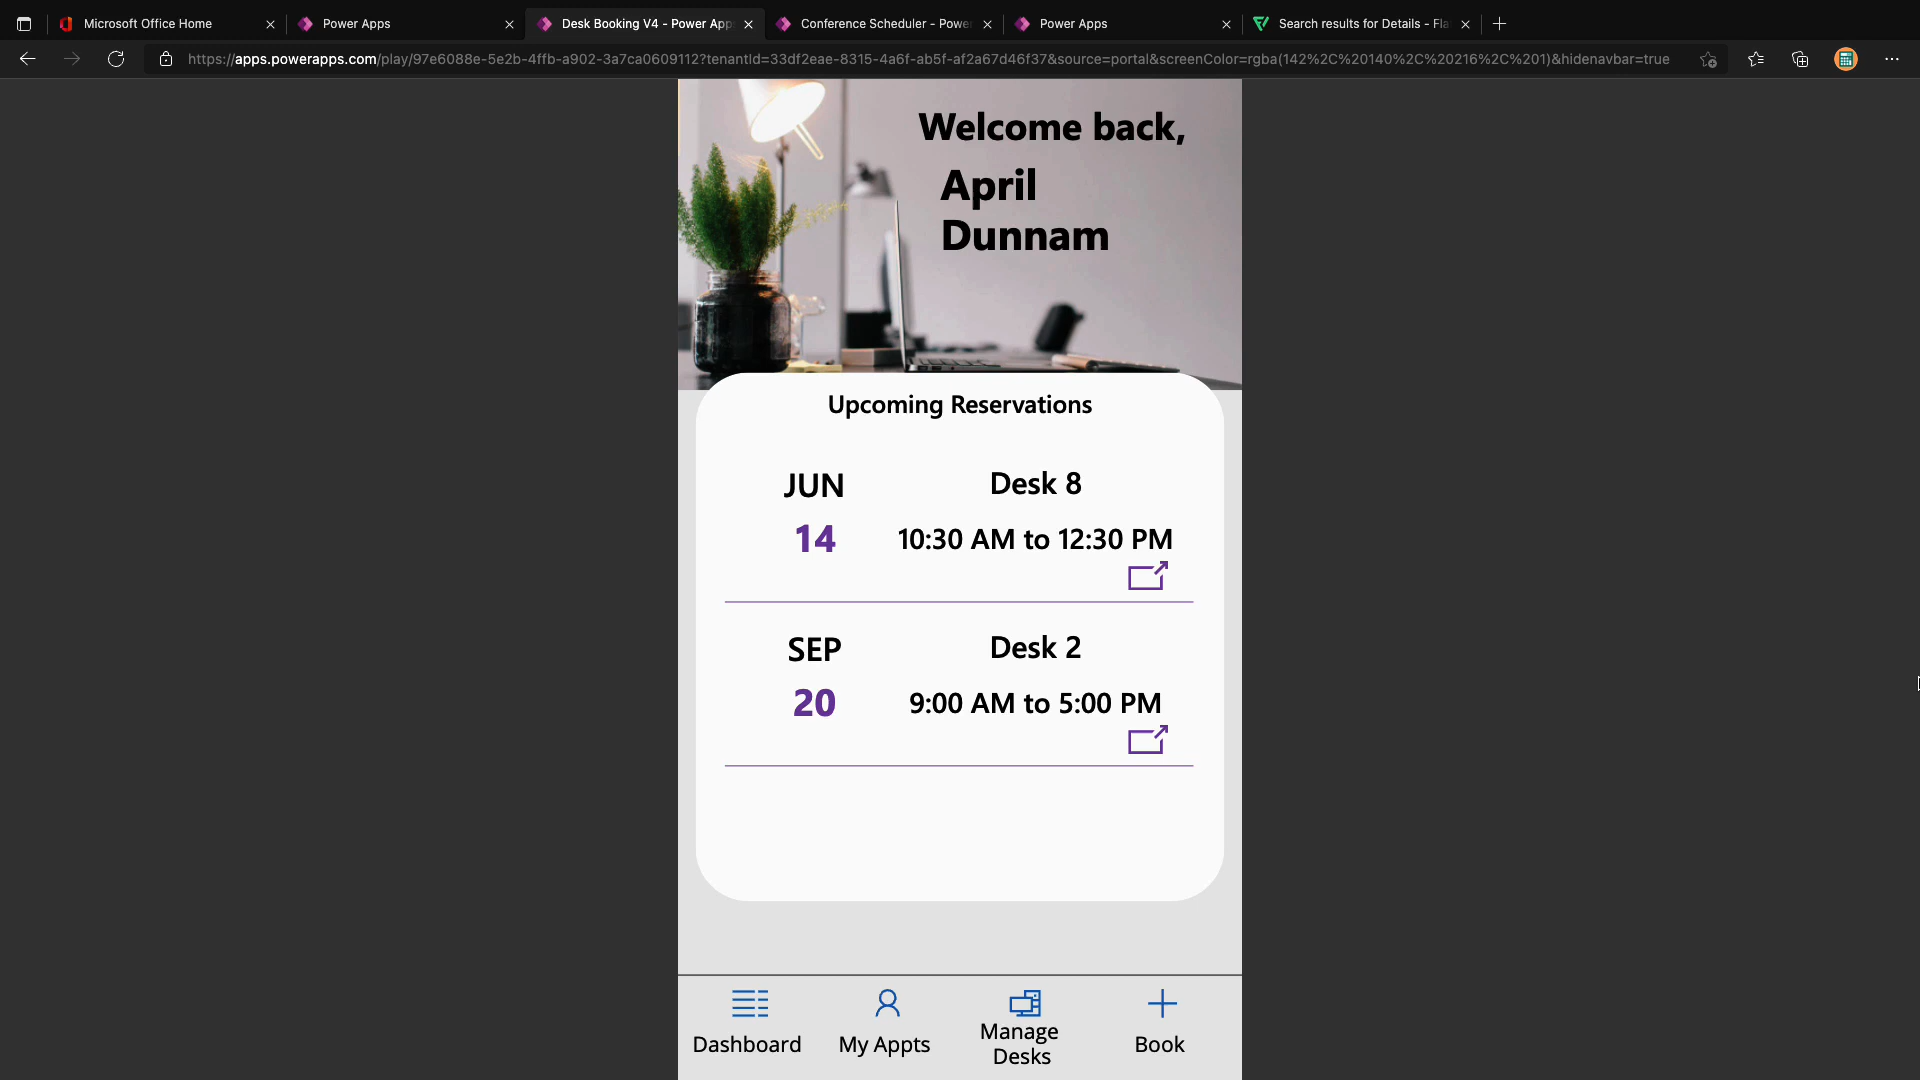 Microsoft Office Home
Power Apps
Desk Booking V4 - Power App
Conference Scheduler - Powe
Power Apps
Search results for Details - Fla
https://apps.powerapps.com/play/97e6088e-5e2b-4ffb-a902-3a7ca0609112?tenantId=33df2eae-8315-4a6f-ab5f-af2a67d46f37&source=portal&screenColor=rgba(142%2C%20140%2C%20216%2C%201)&hidenavbar=true
Welcome back,
April
Dunnam
Upcoming Reservations
JUN
Desk 8
14
10:30 AM to 12:30 PM
SEP
Desk 2
20
9:00 AM to 5:00 PM
Dashboard
My Appts
Manage
Desks
Book